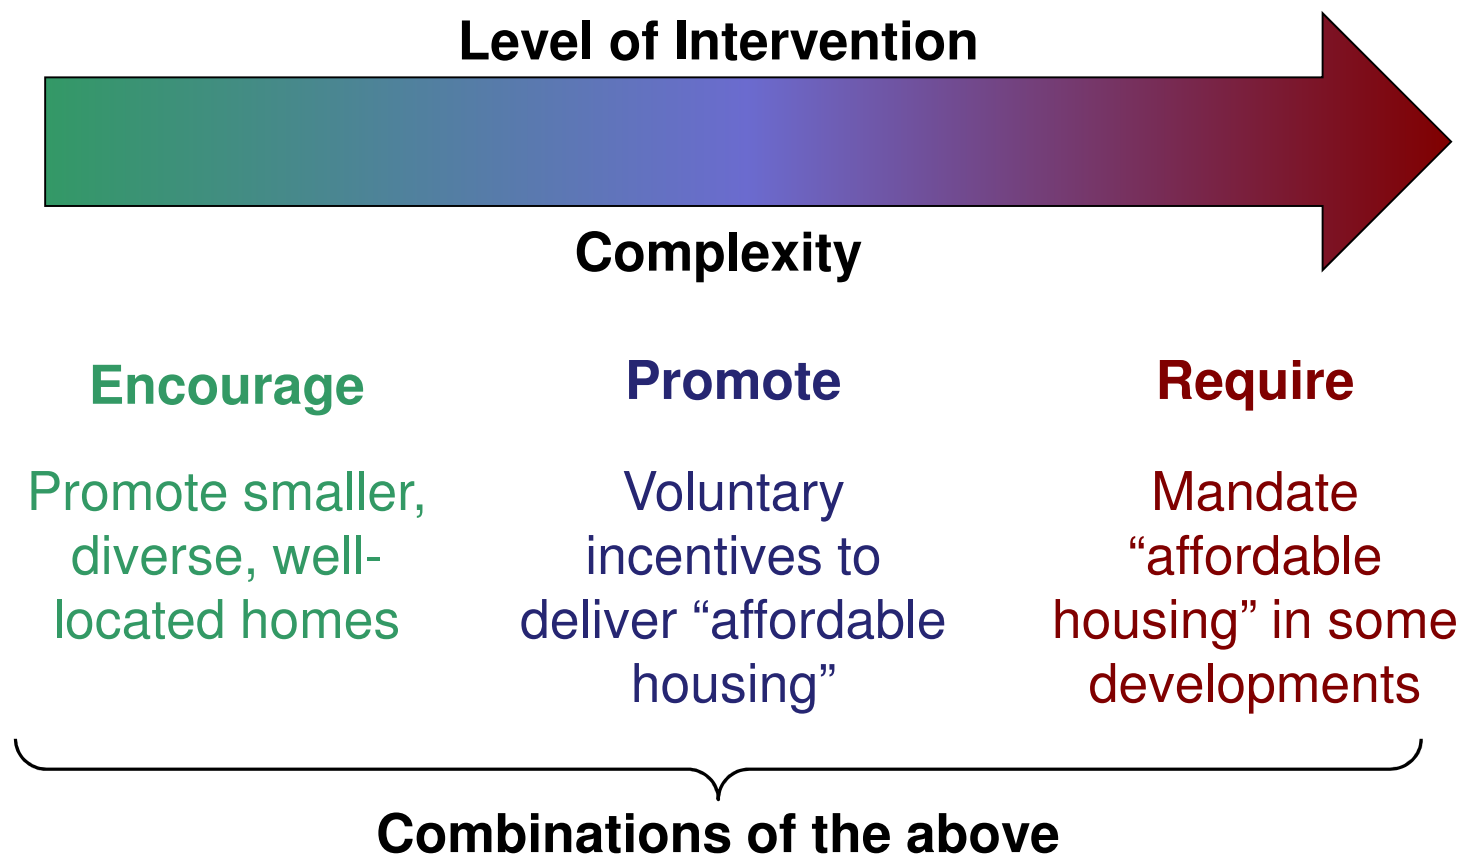 Level of Intervention
Complexity
Encourage
Promote smaller,
diverse, well-
located homes
Promote
Voluntary
incentives to
deliver “affordable
housing”
Require
Mandate
“affordable
housing” in some
developments
Combinations of the above